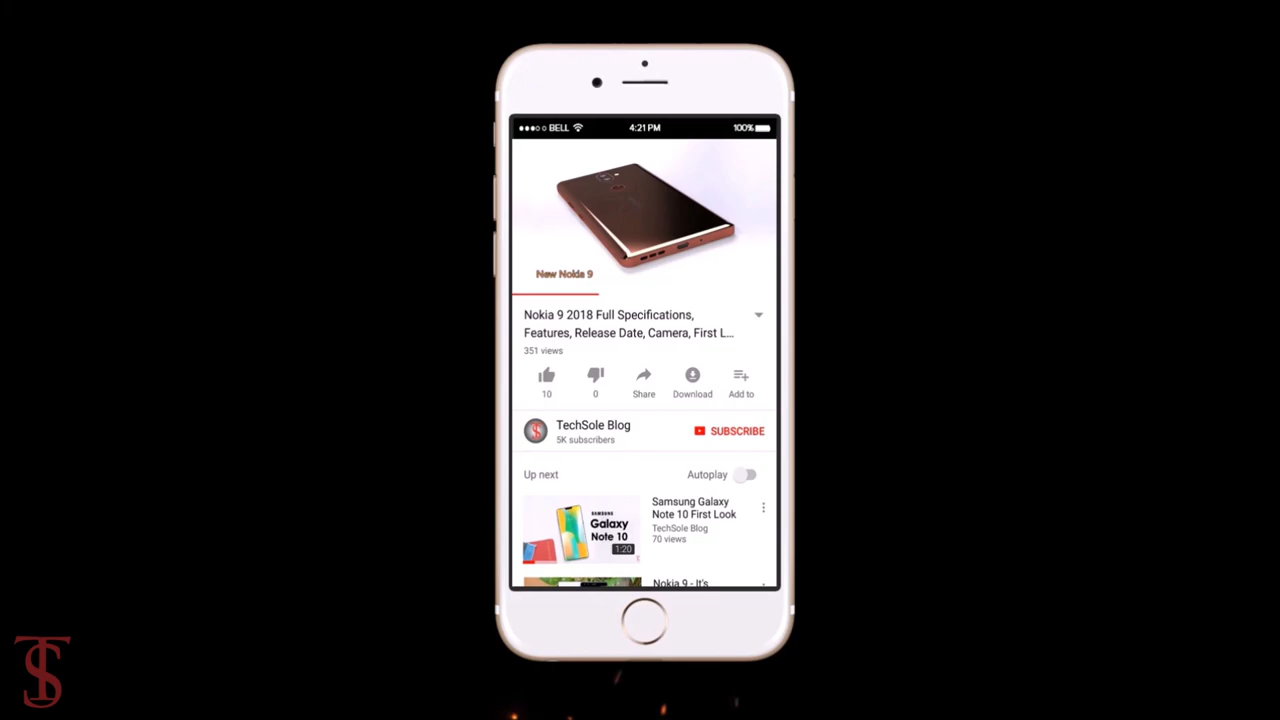 BELL
4:21 PM
100%
New Nokia 9
Nokia 9 2018 Full Specifications,
Features, Release Date, Camera, First L...
351 views
10
0
Share
Download
Add to
TechSole Blog
5K subscribers
SUBSCRIBE
Up next
Autoplay
SAMSUNG
Galaxy
Note 10
1:20
Samsung Galaxy
Note 10 First Look
TechSole Blog
70 views
Nokia 9 - It's
TS